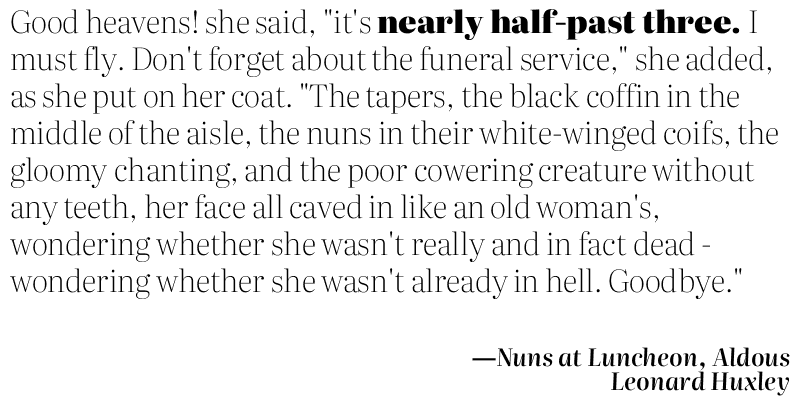 Good heavens! she said, "it's nearly half-past three. I
must fly. Don't forget about the funeral service," she added,
as she put on her coat. "The tapers, the black coffin in the
middle of the aisle, the nuns in their white-winged coifs, the
gloomy chanting, and the poor cowering creature without
any teeth, her face all caved in like an old woman's,
wondering whether she wasn't really and in fact dead -
wondering whether she wasn't already in hell. Goodbye."
—Nuns at Luncheon, Aldous
Leonard Huxley